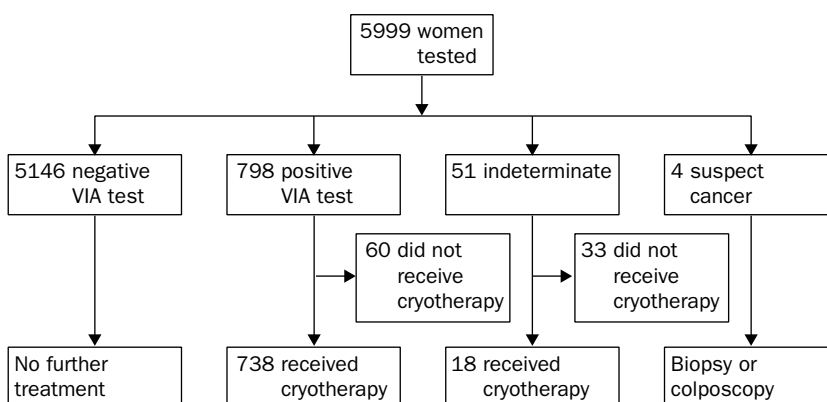 5999 women
tested
5146 negative
VIA test
798 positive
VIA test
51 indeterminate
4 suspect
cancer
60 did not
receive
cryotherapy
33 did not
receive
cryotherapy
No further
treatment
738 received
cryotherapy
18 received
cryotherapy
Biopsy or
colposcopy